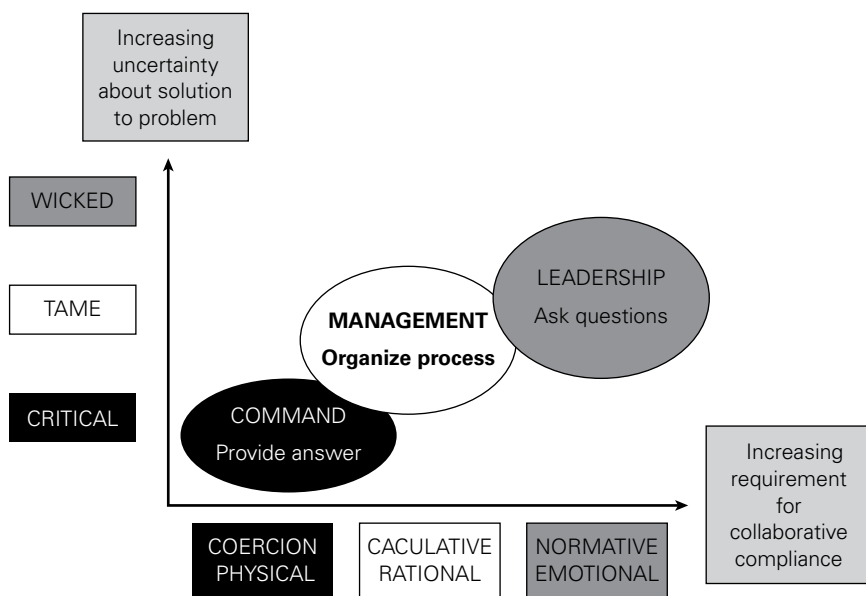 Increasing
uncertainty
about solution
to problem
WICKED
TAME
CRITICAL
LEADERSHIP
Ask questions
MANAGEMENT
Organize process
COMMAND
Provide answer
COERCION
PHYSICAL
CACULATIVE
RATIONAL
NORMATIVE
EMOTIONAL
Increasing
requirement
for
collaborative
compliance